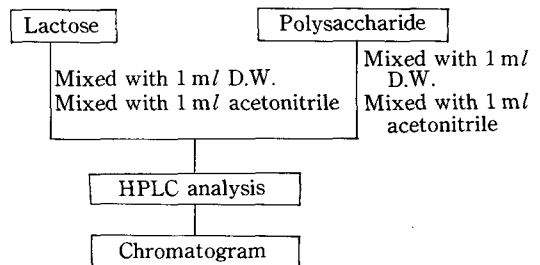 Lactose
Polysaccharide
Mixed with 1 ml D.W.
Mixed with 1 ml acetonitrile
Mixed with 1 ml
D.W.
Mixed with 1 ml
acetonitrile
HPLC analysis
Chromatogram